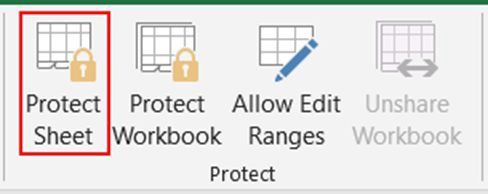 Protect Sheet
Protect Workbook
Allow Edit Ranges
Unshare Workbook
Protect